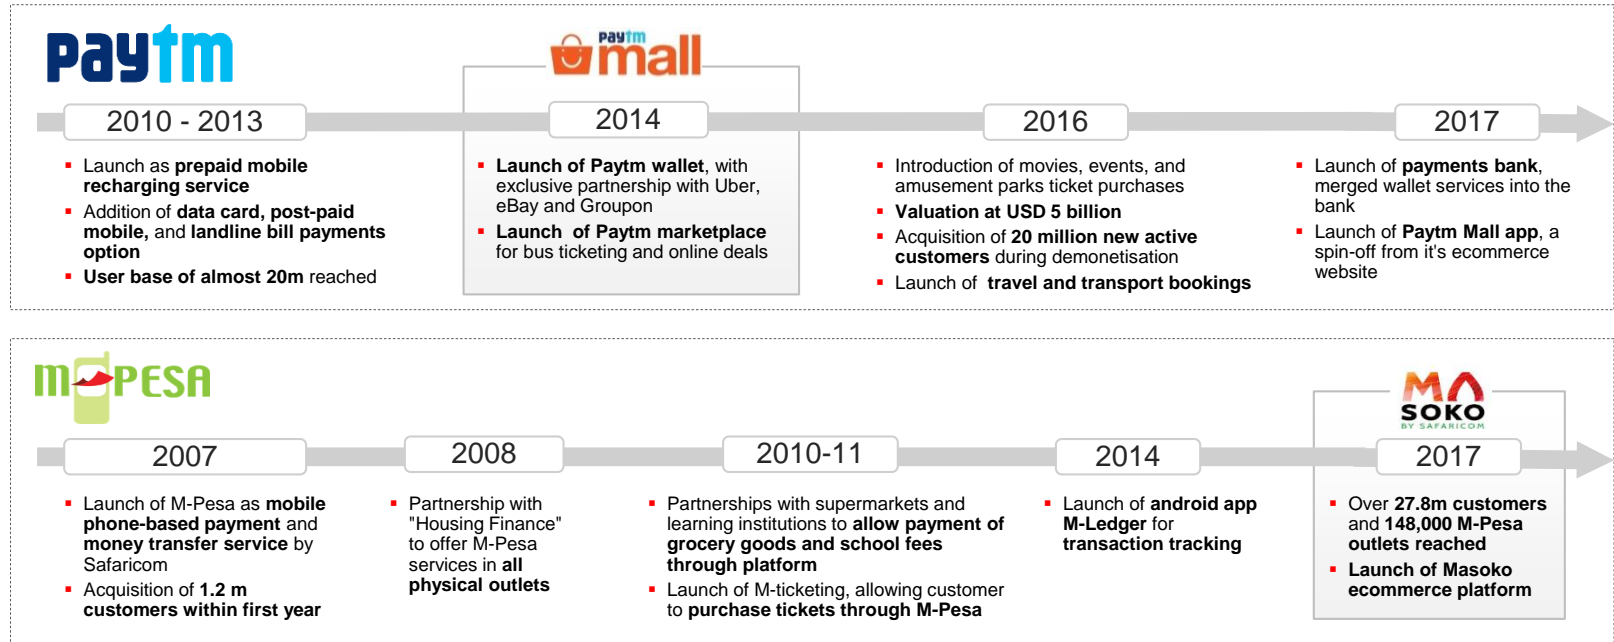 paytm
paytm
mall
2010 - 2013
2014
2016
2017
▪ Launch as prepaid mobile
recharging service
▪ Addition of data card, post-paid
mobile, and landline bill payments
option
▪ User base of almost 20m reached
▪ Launch of Paytm wallet, with
exclusive partnership with Uber,
eBay and Groupon
▪ Launch of Paytm marketplace
for bus ticketing and online deals
▪ Introduction of movies, events, and
amusement parks ticket purchases
▪ Valuation at USD 5 billion
▪ Acquisition of 20 million new active
customers during demonetisation
▪ Launch of travel and transport bookings
▪ Launch of payments bank,
merged wallet services into the
bank
▪ Launch of Paytm Mall app, a
spin-off from it's ecommerce
website
M-PESA
MA
SOKO
BY SAFARICOM
2007
2008
2010-11
2014
2017
▪ Launch of M-Pesa as mobile
phone-based payment and
money transfer service by
Safaricom
▪ Acquisition of 1.2 m
customers within first year
▪ Partnership with
"Housing Finance"
to offer M-Pesa
services in all
physical outlets
▪ Partnerships with supermarkets and
learning institutions to allow payment of
grocery goods and school fees
through platform
▪ Launch of M-ticketing, allowing customer
to purchase tickets through M-Pesa
▪ Launch of android app
M-Ledger for
transaction tracking
▪ Over 27.8m customers
and 148,000 M-Pesa
outlets reached
▪ Launch of Masoko
ecommerce platform